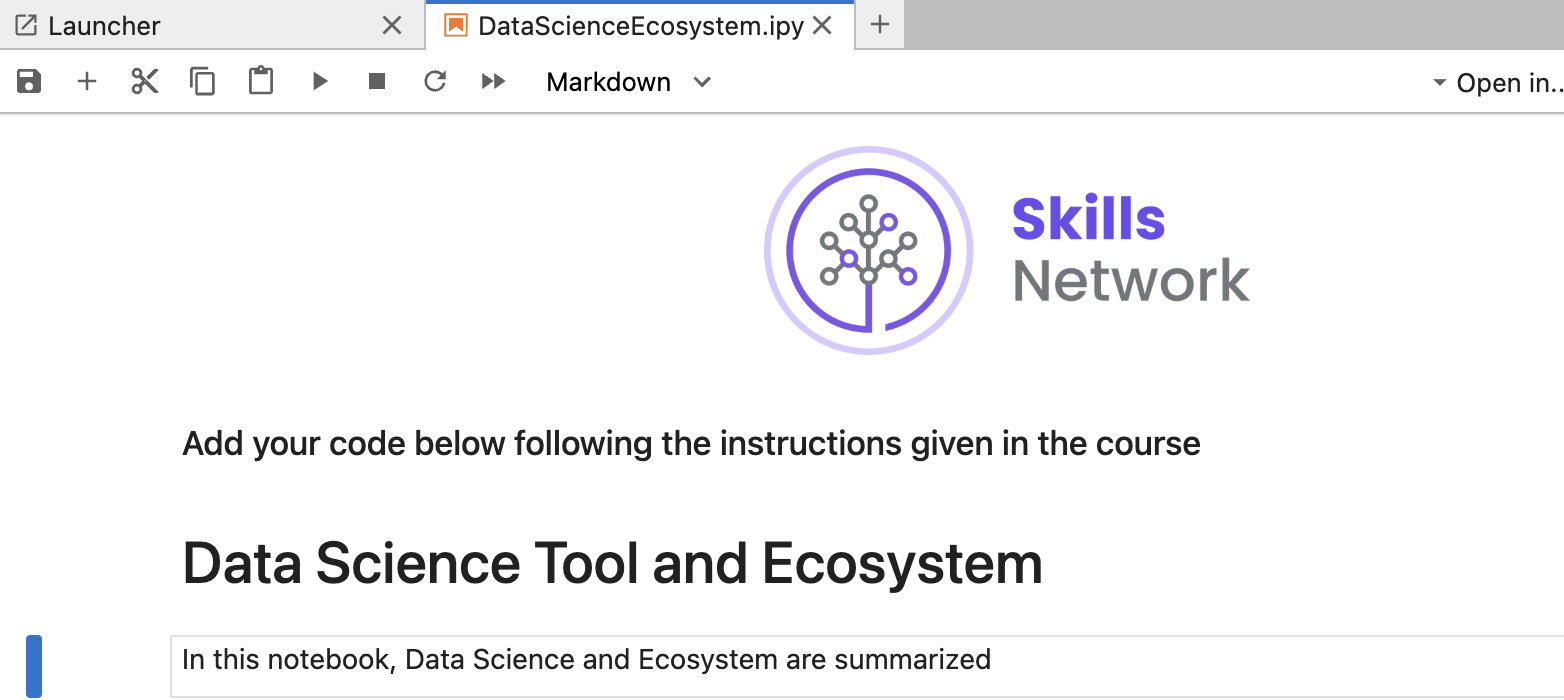 Launcher
DataScienceEcosystem.ipy
Markdown
Open in..
Skills
Network
Add your code below following the instructions given in the course
Data Science Tool and Ecosystem
In this notebook, Data Science and Ecosystem are summarized